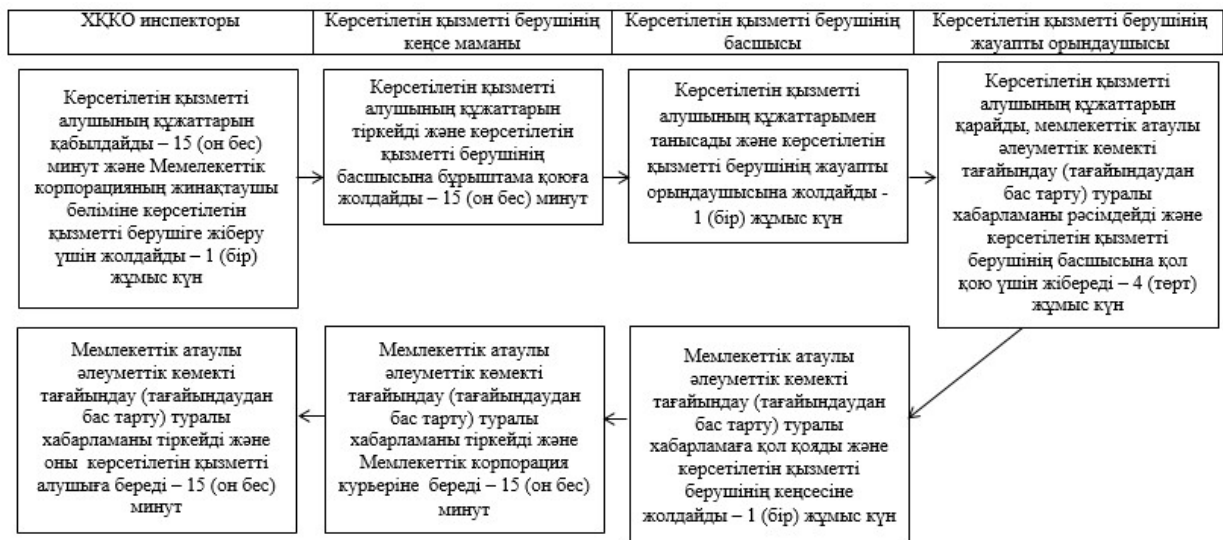 ХҚКО инспекторы
Көрсетілетін қызметті берушінің
кеңсе маманы
Көрсетілетін қызметті берушінің
басшысы
Көрсетілетін қызметті берушінің
жауапты орындаушысы
Көрсетілетін қызметті
алушының құжаттарын
қабылдайды – 15 (он бес)
минут және Мемелекеттік
корпорацияның жинақтаушы
бөліміне көрсетілетін
қызметті берушіге жіберу
үшін жолдайды – 1 (бір)
жұмыс күн
Көрсетілетін қызметті
алушының құжаттарын
тіркейді және көрсетілетін
қызметті берушінің
басшысына бұрыштама қоюға
жолдайды – 15 (он бес) минут
Көрсетілетін қызметті
алушының құжаттарымен
танысады және көрсетілетін
қызметті берушінің жауапты
орындаушысына жолдайды -
1 (бір) жұмыс күн
Көрсетілетін қызметті
алушының құжаттарын
қарайды, мемлекеттік атаулы
әлеуметтік көмекті
тағайындау (тағайындаудан
бас тарту) туралы
хабарламаны рәсімдейді және
көрсетілетін қызметті
берушінің басшысына қол
қою үшін жібереді – 4 (төрт)
жұмыс күн
Мемлекеттік атаулы
әлеуметтік көмекті
тағайындау (тағайындаудан
бас тарту) туралы
хабарламаны тіркейді және
оны көрсетілетін қызметті
алушыға береді – 15 (он бес)
минут
Мемлекеттік атаулы
әлеуметтік көмекті
тағайындау (тағайындаудан
бас тарту) туралы
хабарламаны тіркейді және
Мемлекеттік корпорация
курьеріне береді – 15 (он бес)
минут
Мемлекеттік атаулы
әлеуметтік көмекті
тағайындау (тағайындаудан
бас тарту) туралы
хабарламаға қол қояды және
көрсетілетін қызметті
берушінің кеңсесіне
жолдайды – 1 (бір) жұмыс күн